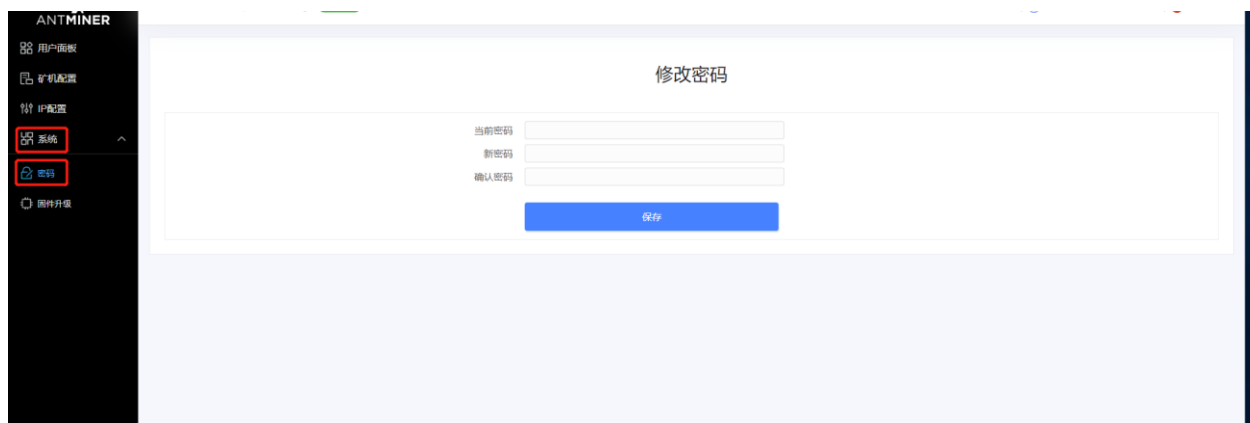 ANTMINER
用户面板
矿机配置
IP配置
系统
密码
固件升级
修改密码
当前密码
新密码
确认密码
保存